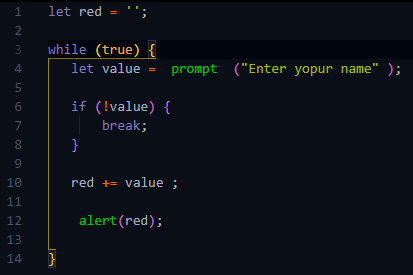 1 let red = '';
2
3 while (true) {
4 let value = prompt ("Enter yopur name" );
5
6 if (!value) {
7 break;
8 }
9
10 red += value ;
11
12 alert(red);
13
14 }